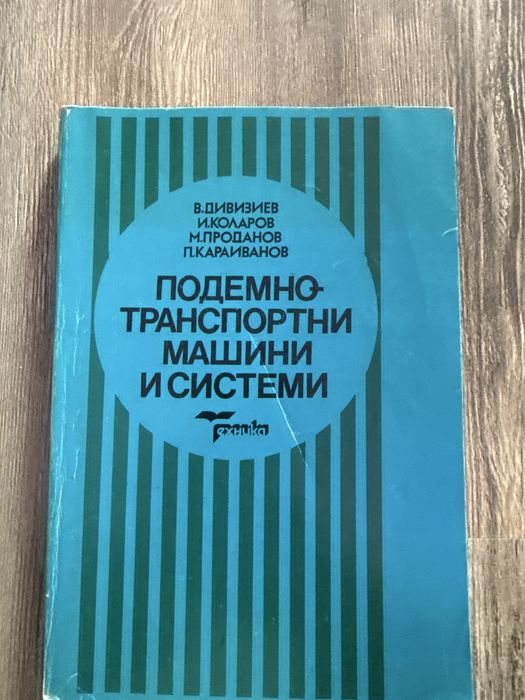 В.ДИВИЗИЕВ
И.КОЛАРОВ
М.ПРОДАНОВ
П.КАРАИВАНОВ
ПОДЕМНО-
ТРАНСПОРТНИ
МАШИНИ
И СИСТЕМИ
Техника